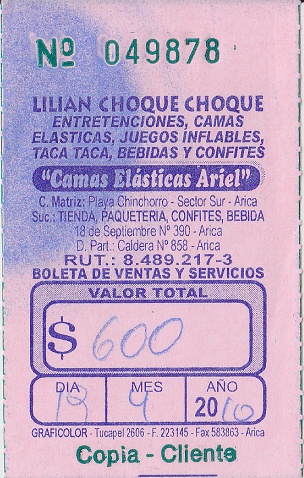 Nº 049878
LILIAN CHOQUE CHOQUE
ENTRETENCIONES, CAMAS
ELASTICAS, JUEGOS INFLABLES,
TACA TACA, BEBIDAS Y CONFITES
"Camas Elásticas Ariel"
C. Matriz: Playa Chinchorro - Sector Sur - Arica
Suc.: TIENDA, PAQUETERIA, CONFITES, BEBIDA
18 de Septiembre Nº 390 - Arica
D. Part.: Caldera Nº 858 - Arica
RUT.: 8.489.217-3
BOLETA DE VENTAS Y SERVICIOS
VALOR TOTAL
$ 600
DIA MES AÑO
9 2010
GRAFICOLOR - Tucapel 2606 - F. 223145 - Fax 583863 - Arica
Copia - Cliente